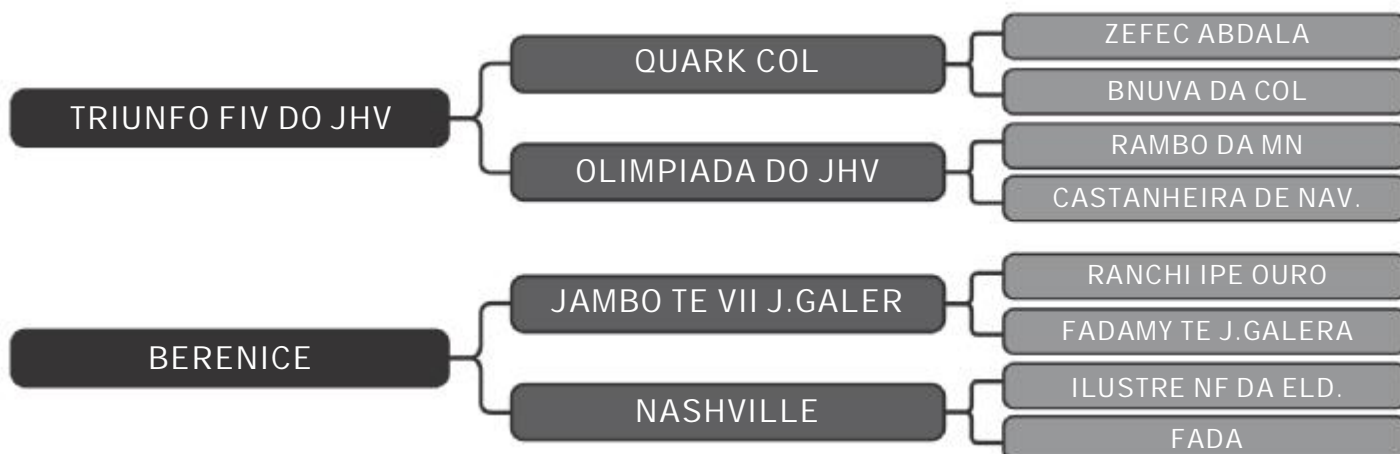 TRIUNFO FIV DO JHV
QUARK COL
ZEFEC ABDALA
BNUVA DA COL
OLIMPIADA DO JHV
RAMBO DA MN
CASTANHEIRA DE NAV.
BERENICE
JAMBO TE VII J.GALER
RANCHI IPE OURO
FADAMY TE J.GALERA
NASHVILLE
ILUSTRE NF DA ELD.
FADA